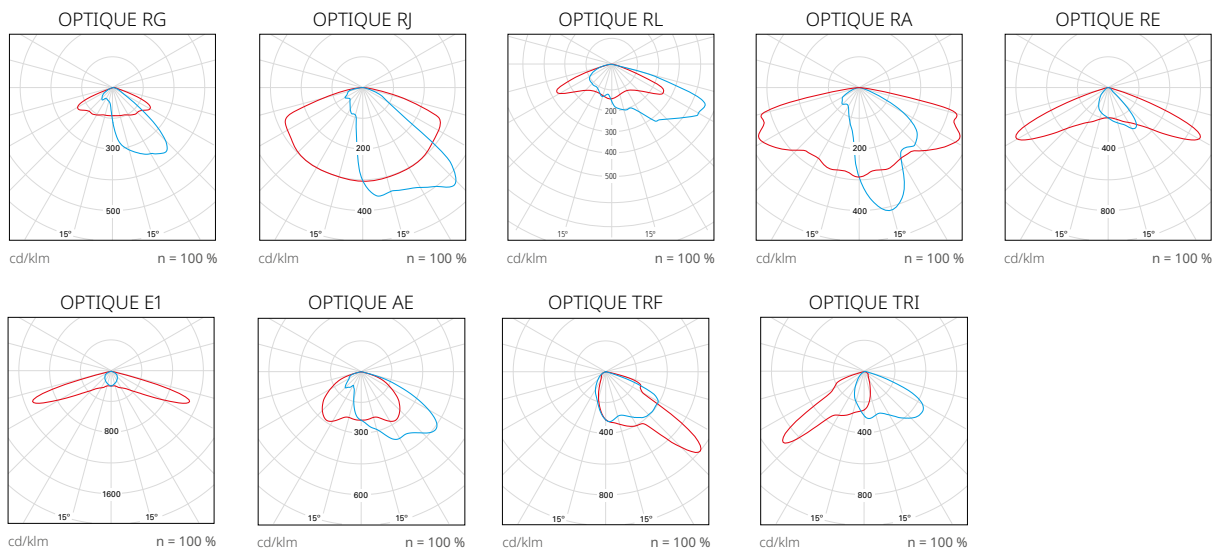 OPTIQUE RG
300
500
15° 15°
cd/klm n = 100 %
OPTIQUE RJ
200
400
15° 15°
cd/klm n = 100 %
OPTIQUE RL
200
300
400
500
15° 15°
cd/klm n = 100 %
OPTIQUE RA
200
400
15° 15°
cd/klm n = 100 %
OPTIQUE RE
400
800
15° 15°
cd/klm n = 100 %
OPTIQUE E1
800
1600
15° 15°
cd/klm n = 100 %
OPTIQUE AE
300
600
15° 15°
cd/klm n = 100 %
OPTIQUE TRF
400
800
15° 15°
cd/klm n = 100 %
OPTIQUE TRI
400
800
15° 15°
cd/klm n = 100 %